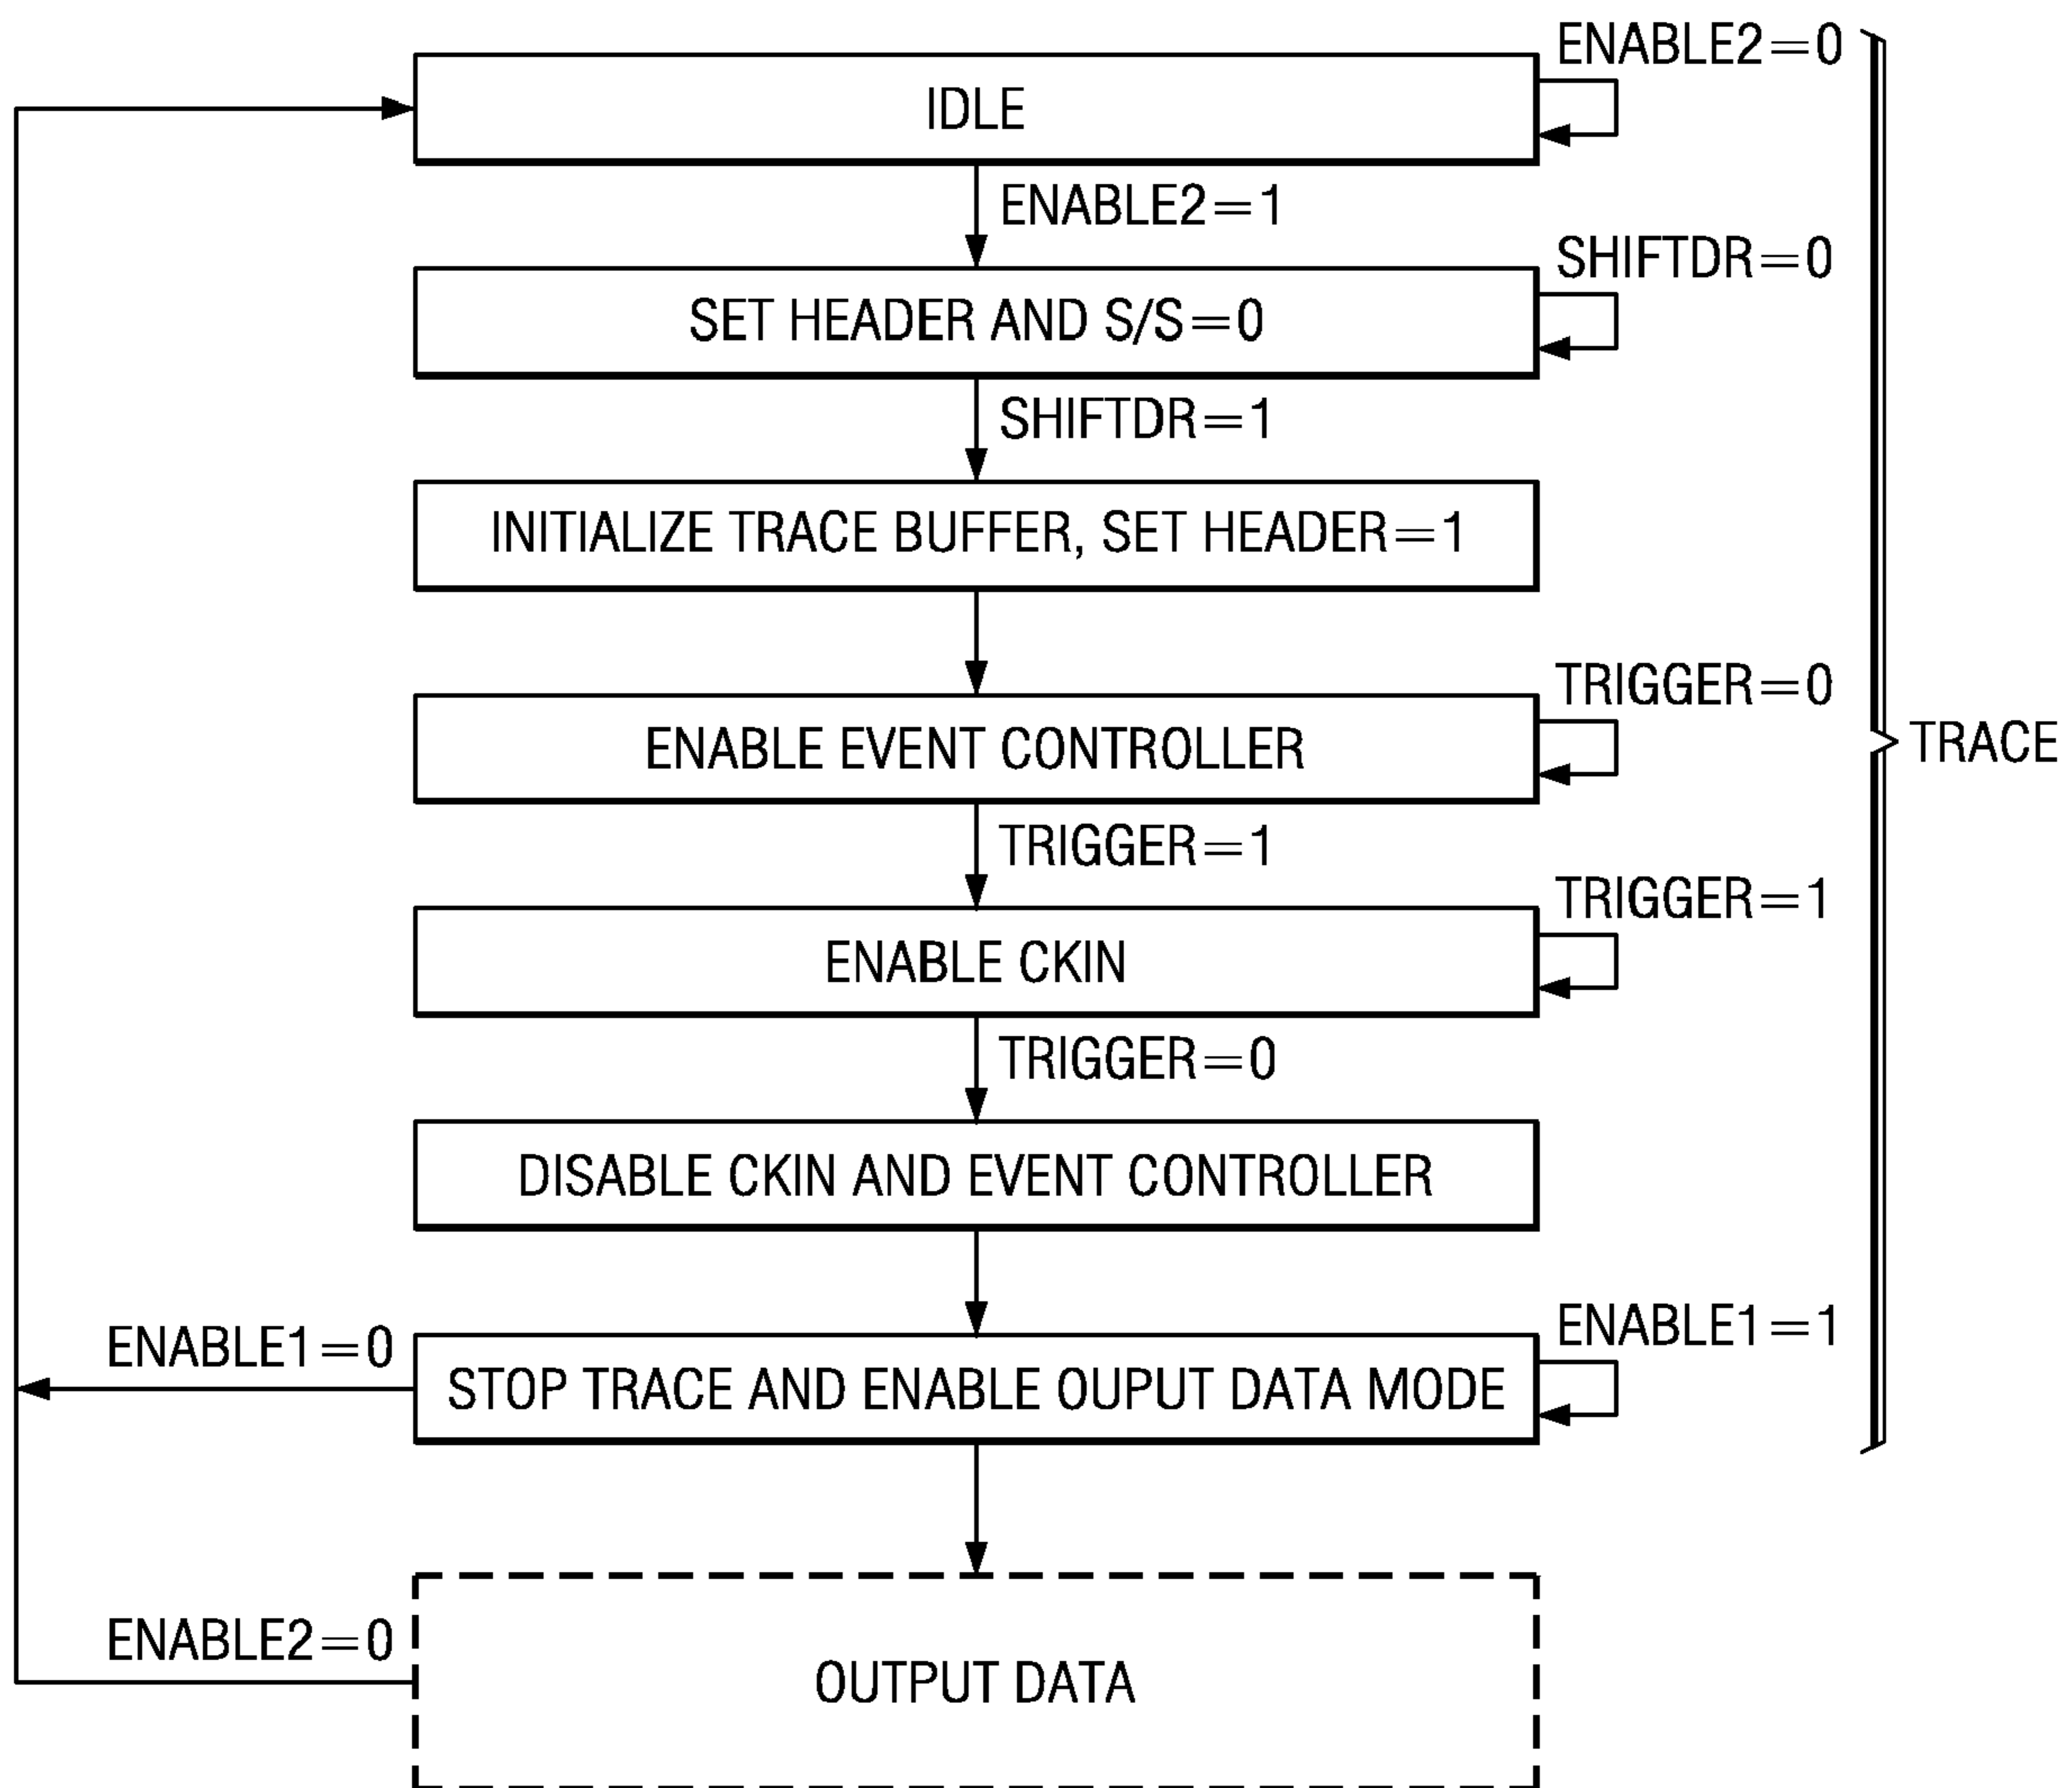 ENABLE2=0
IDLE
ENABLE2=1
SHIFTDR=0
SET HEADER AND S/S=0
SHIFTDR=1
INITIALIZE TRACE BUFFER, SET HEADER=1
TRIGGER=0
ENABLE EVENT CONTROLLER
TRACE
TRIGGER=1
TRIGGER=1
ENABLE CKIN
TRIGGER=0
DISABLE CKIN AND EVENT CONTROLLER
ENABLE1=1
ENABLE1=0
STOP TRACE AND ENABLE OUPUT DATA MODE
ENABLE2=0
OUTPUT DATA